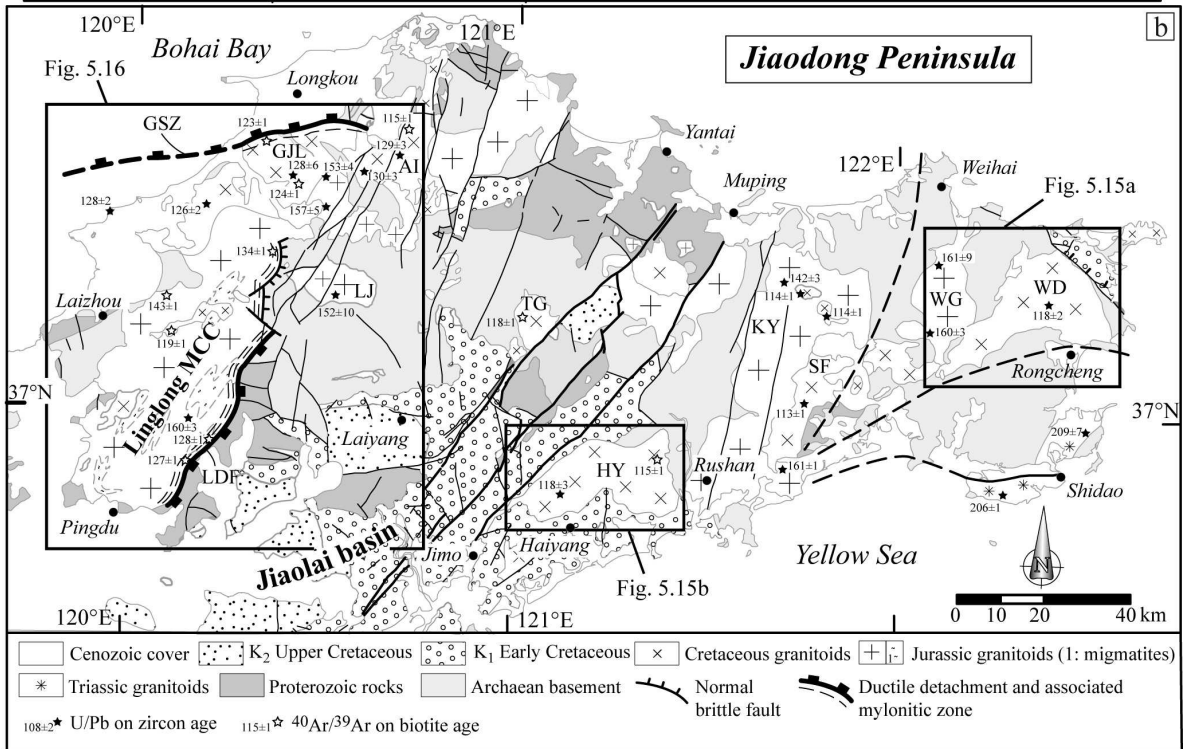 120°E
121°E
b
Bohai Bay
Jiaodong Peninsula
Fig. 5.16
Longkou
GSZ
123±1
115±1
GJL
129±3
AI
128±6
153±4
130±3
124±1
Yantai
122°E
Weihai
Muping
Fig. 5.15a
128±2
126±2
157±5
134±1
161±9
142±3
WG
WD
LJ
114±1
Laizhou
143±1
152±10
TG
KY
114±1
118±2
119±1
118±1
160±3
SF
Rongcheng
37°N
Linglong MCC
37°N
113±1
160±3
Laiyang
209±7
128±1
127±1
HY
115±1
Rushan
161±1
LDF
118±3
Shidao
Pingdu
206±1
Jiaolai basin
Jimo
Haiyang
Yellow Sea
N
Fig. 5.15b
0 10 20 40 km
120°E
121°E
Cenozoic cover
K2 Upper Cretaceous
K1 Early Cretaceous
Cretaceous granitoids
Jurassic granitoids (1: migmatites)
Triassic granitoids
Proterozoic rocks
Archaean basement
Normal brittle fault
Ductile detachment and associated mylonitic zone
108±2 U/Pb on zircon age
115±1 40Ar/39Ar on biotite age